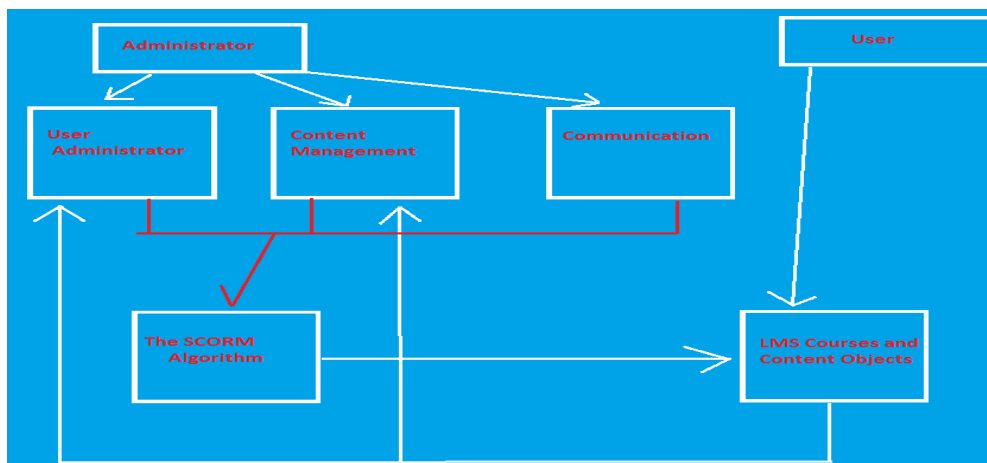 Administrator
User
User
Administrator
Content
Management
Communication
The SCORM
Algorithm
LMS Courses and
Content Objects